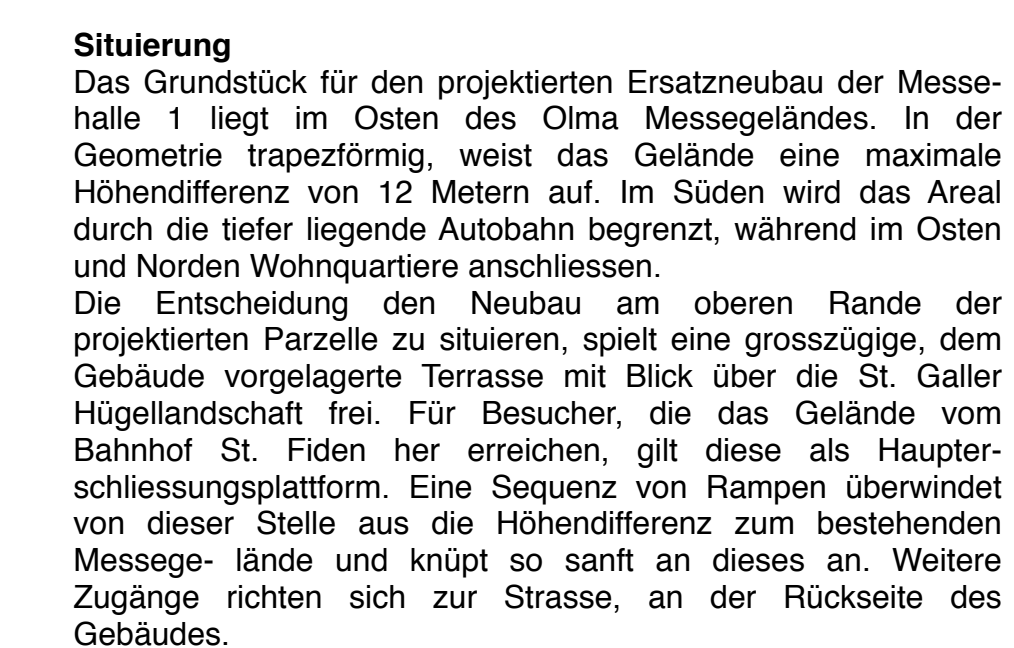 Situierung
Das Grundstück für den projektierten Ersatzneubau der Messe-
halle 1 liegt im Osten des Olma Messegeländes. In der
Geometrie trapezförmig, weist das Gelände eine maximale
Höhendifferenz von 12 Metern auf. Im Süden wird das Areal
durch die tiefer liegende Autobahn begrenzt, während im Osten
und Norden Wohnquartiere anschliessen.
Die Entscheidung den Neubau am oberen Rande der
projektierten Parzelle zu situieren, spielt eine grosszügige, dem
Gebäude vorgelagerte Terrasse mit Blick über die St. Galler
Hügellandschaft frei. Für Besucher, die das Gelände vom
Bahnhof St. Fiden her erreichen, gilt diese als Haupter-
schliessungsplattform. Eine Sequenz von Rampen überwindet
von dieser Stelle aus die Höhendifferenz zum bestehenden
Messege- lände und knüpt so sanft an dieses an. Weitere
Zugänge richten sich zur Strasse, an der Rückseite des
Gebäudes.